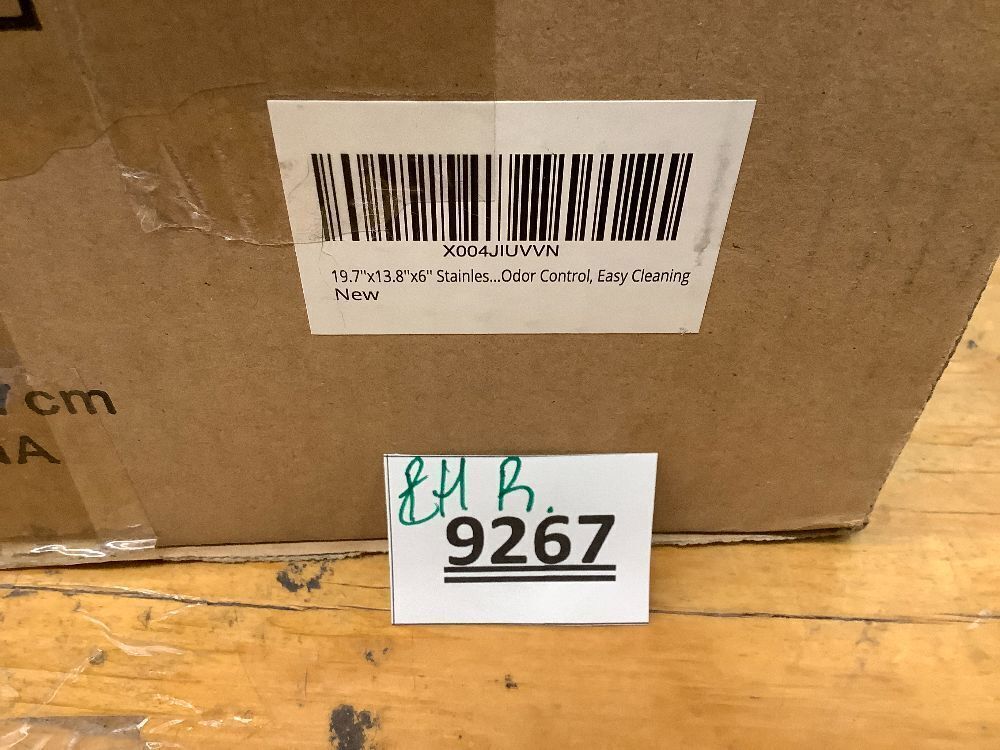 X004JIUVVN
19.7"x13.8"x6" Stainles...Odor Control, Easy Cleaning
New
cm
R.
9267